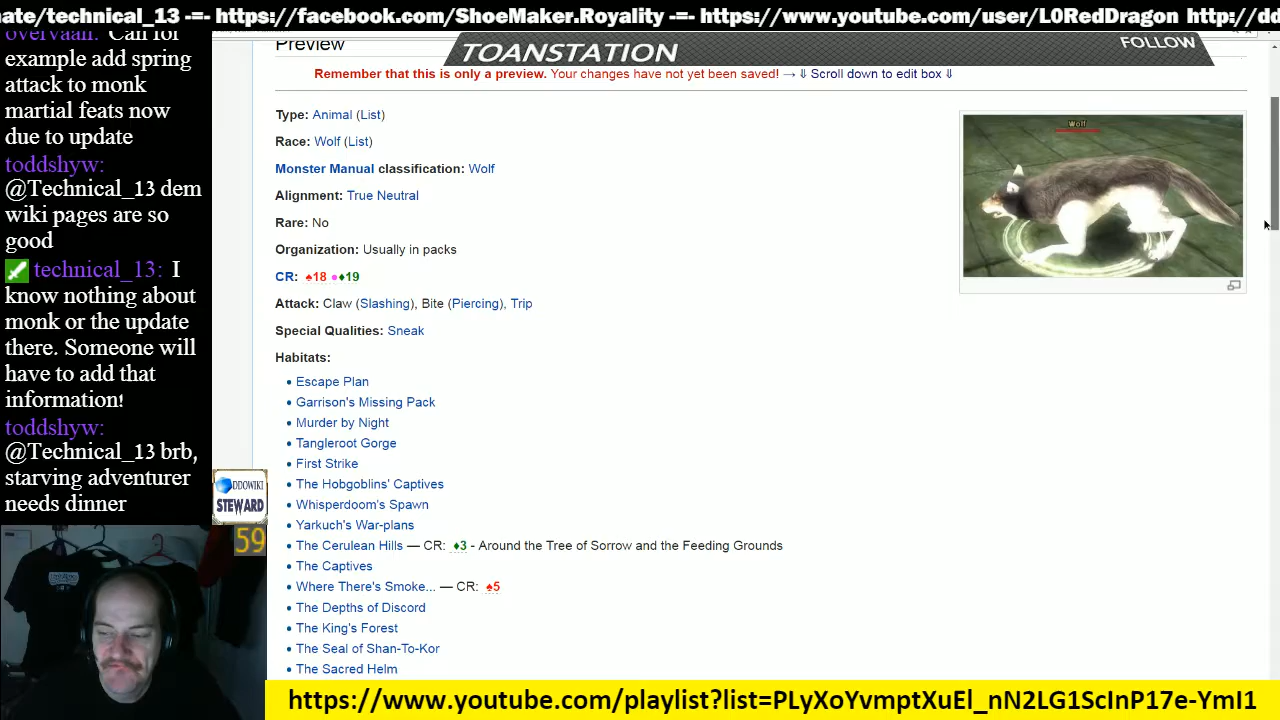 ate/technical_13 -=- https://facebook.com/ShoeMaker.Royality -=- https://www.youtube.com/user/L0RedDragon http://dd
overvaan: Can for
example add spring
attack to monk
martial feats now
due to update
toddshyw:
@Technical_13 dem
wiki pages are so
good
technical_13: I
know nothing about
monk or the update
there. Someone will
have to add that
information!
toddshyw:
@Technical_13 brb,
starving adventurer
needs dinner
DDOWIKI
STEWARD
59
Preview
TOANSTATION
FOLLOW
Remember that this is only a preview. Your changes have not yet been saved! → ⇓ Scroll down to edit box ⇓
Type: Animal (List)
Race: Wolf (List)
Monster Manual classification: Wolf
Alignment: True Neutral
Rare: No
Organization: Usually in packs
CR: ♠18 ●♦19
Attack: Claw (Slashing), Bite (Piercing), Trip
Special Qualities: Sneak
Habitats:
• Escape Plan
• Garrison's Missing Pack
• Murder by Night
• Tangleroot Gorge
• First Strike
• The Hobgoblins' Captives
• Whisperdoom's Spawn
• Yarkuch's War-plans
• The Cerulean Hills — CR: ♦3 - Around the Tree of Sorrow and the Feeding Grounds
• The Captives
• Where There's Smoke... — CR: ♠5
• The Depths of Discord
• The King's Forest
• The Seal of Shan-To-Kor
• The Sacred Helm
Wolf
https://www.youtube.com/playlist?list=PLyXoYvmptXuEl_nN2LG1ScInP17e-YmI1